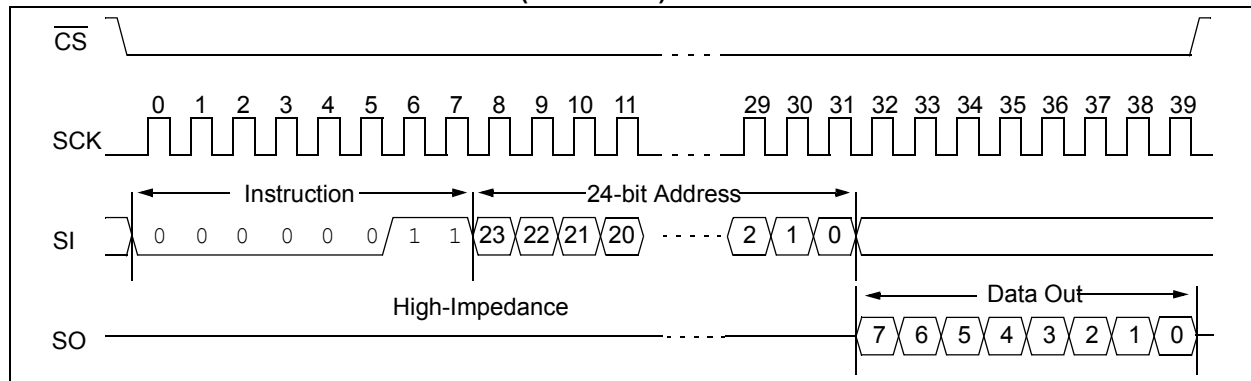 CS
0 1 2 3 4 5 6 7 8 9 10 11 29 30 31 32 33 34 35 36 37 38 39
SCK
Instruction 24-bit Address
SI 0 0 0 0 0 0 1 1 23 22 21 20 2 1 0
High-Impedance Data Out
SO 7 6 5 4 3 2 1 0